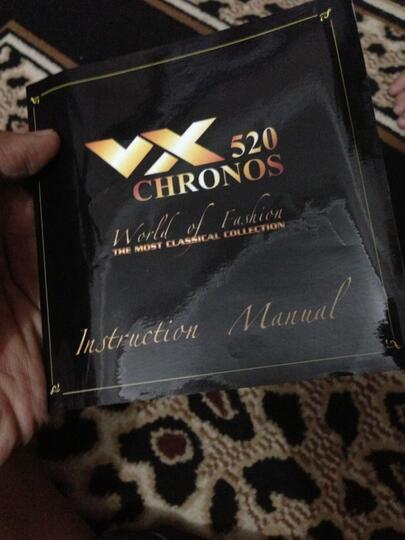 VX 520
CHRONOS
World of Fashion
THE MOST CLASSICAL COLLECTION
Instruction Manual